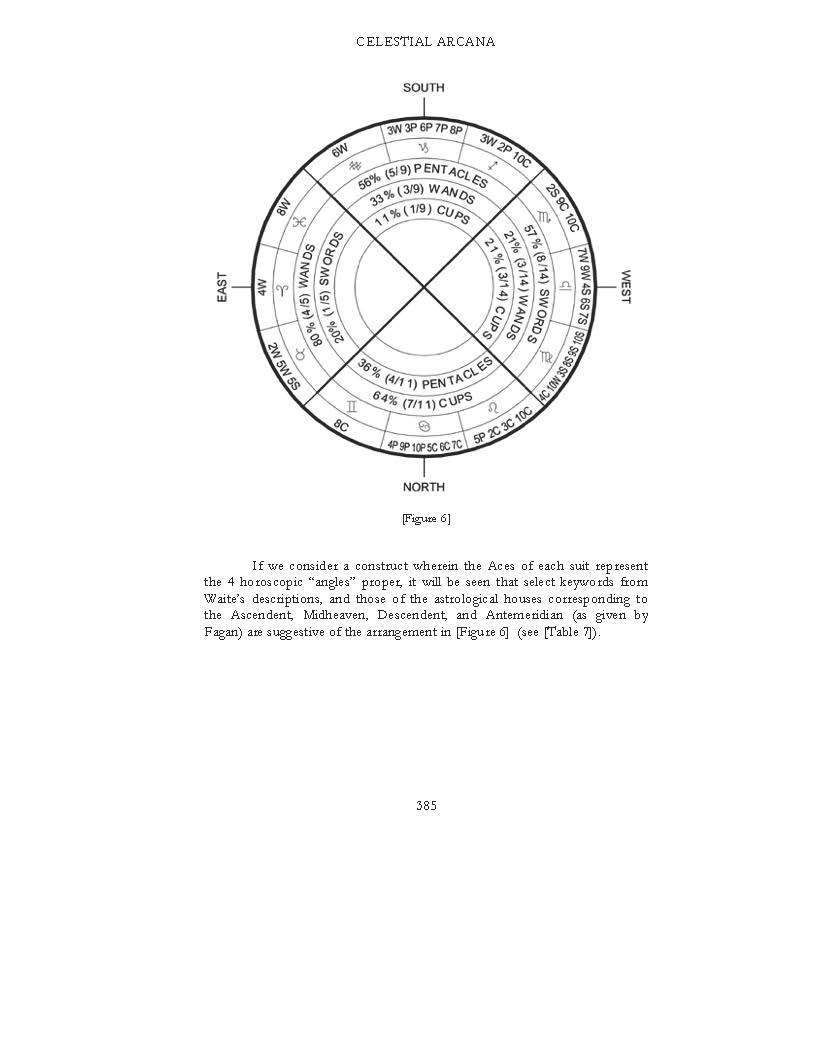 CELESTIAL ARCANA
SOUTH
3W 3P 6P 7P 8P
3W 2P 10C
2S 9C 10C
7W 9W 4S 6S 7S
4C 10W 3S 8S 9S 10S
5P 2C 3C 10C
4P 9P 10P 5C 6C 7C
8C
2W 5W 5S
4W
8W
6W
♑
♐
♏
♎
♍
♌
♋
♊
♉
♈
♓
♒
56% (5/9) PENTACLES
33% (3/9) WANDS
11% (1/9) CUPS
57% (8/14) SWORDS
21% (3/14) WANDS
21% (3/14) CUPS
36% (4/11) PENTACLES
64% (7/11) CUPS
80% (4/5) WANDS
20% (1/5) SWORDS
EAST
WEST
NORTH
[Figure 6]
If we consider a construct wherein the Aces of each suit represent
the 4 horoscopic “angles” proper, it will be seen that select keywords from
Waite’s descriptions, and those of the astrological houses corresponding to
the Ascendent, Midheaven, Descendent, and Antemeridian (as given by
Fagan) are suggestive of the arrangement in [Figure 6] (see [Table 7]).
385